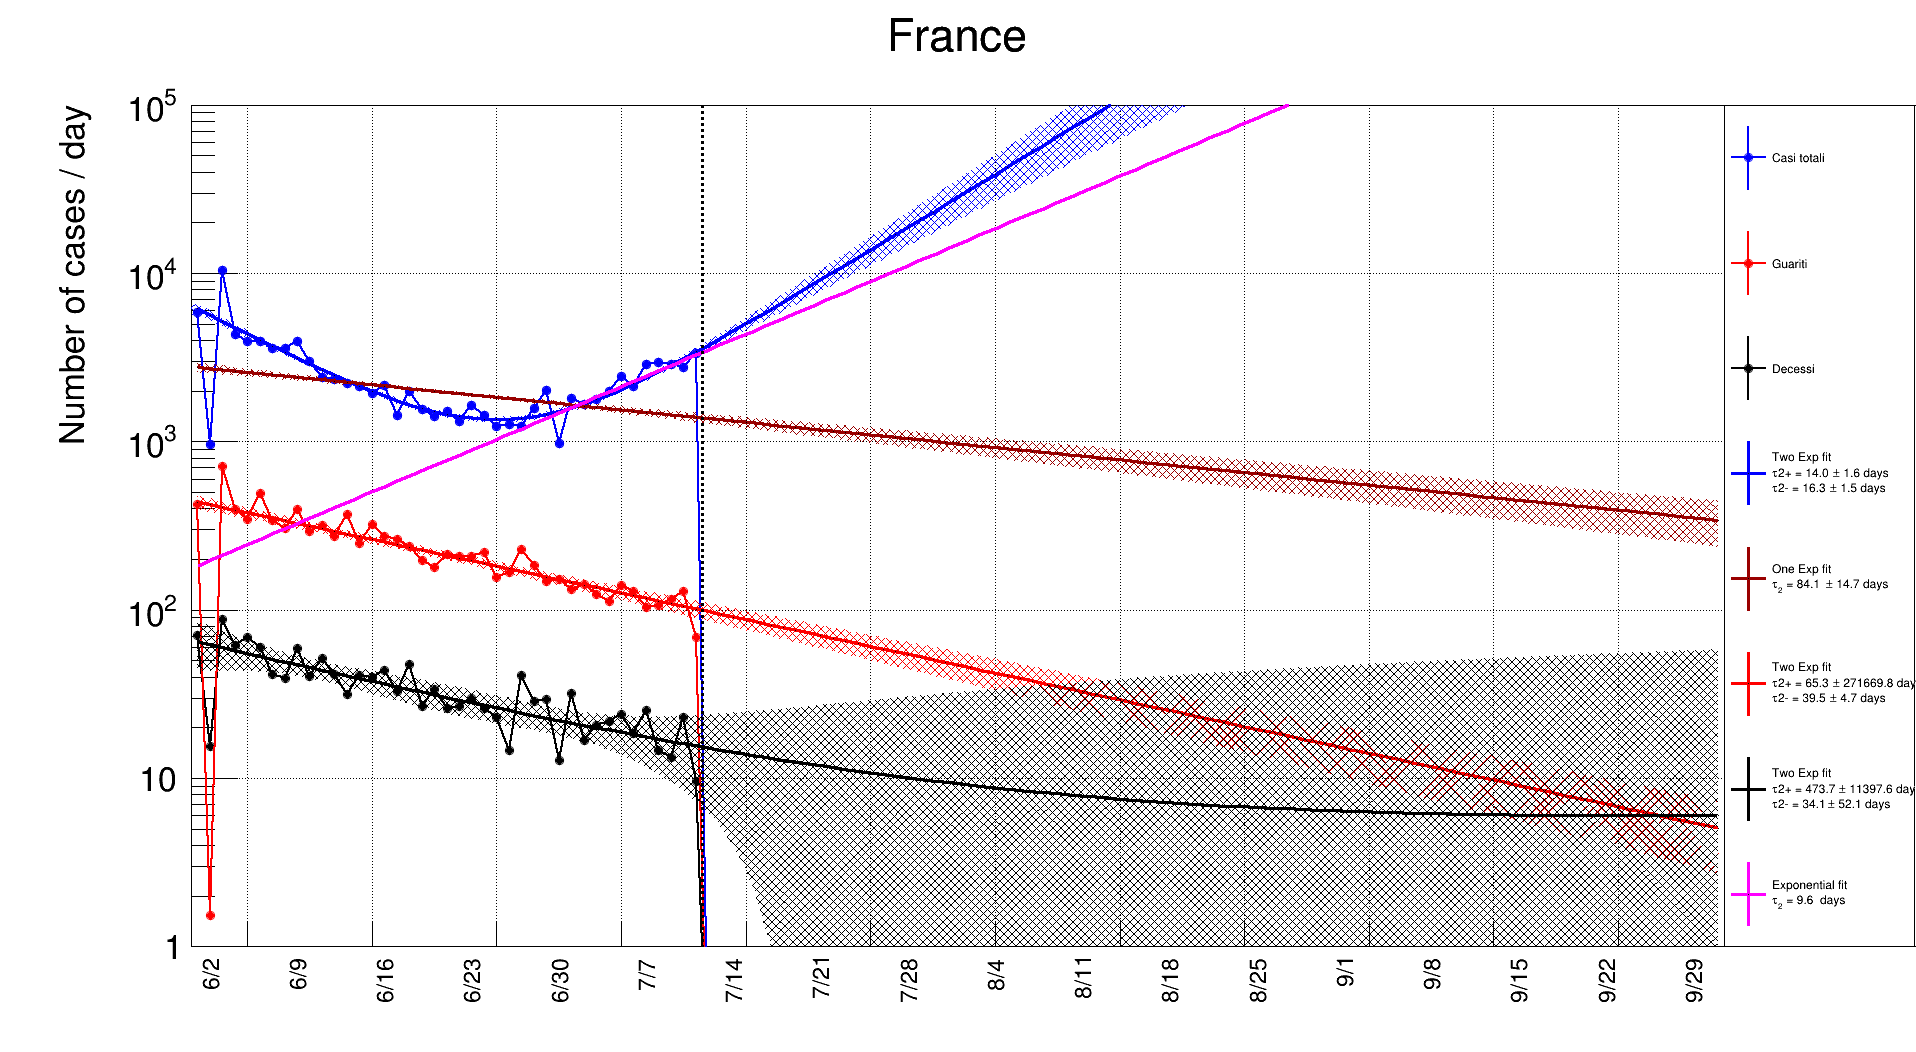 France
Number of cases / day
10^5
10^4
10^3
10^2
10
1
6/2
6/9
6/16
6/23
6/30
7/7
7/14
7/21
7/28
8/4
8/11
8/18
8/25
9/1
9/8
9/15
9/22
9/29
Casi totali
Guariti
Decessi
Two Exp fit
τ2+ = 14.0 ± 1.6 days
τ2- = 16.3 ± 1.5 days
One Exp fit
τ₂ = 84.1 ± 14.7 days
Two Exp fit
τ2+ = 65.3 ± 271669.8 day
τ2- = 39.5 ± 4.7 days
Two Exp fit
τ2+ = 473.7 ± 11397.6 day
τ2- = 34.1 ± 52.1 days
Exponential fit
τ₂ = 9.6 days